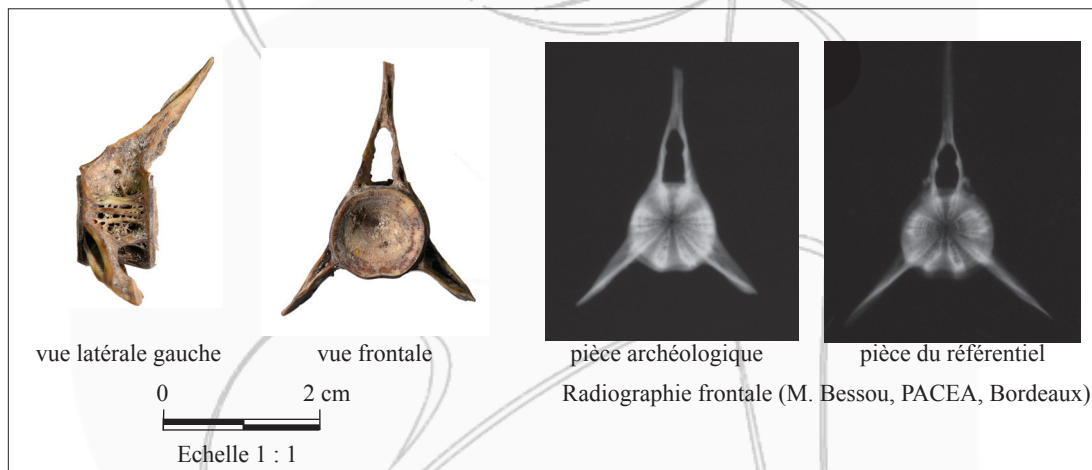 vue latérale gauche
vue frontale
pièce archéologique
pièce du référentiel
0 2 cm
Radiographie frontale (M. Bessou, PACEA, Bordeaux)
Echelle 1 : 1